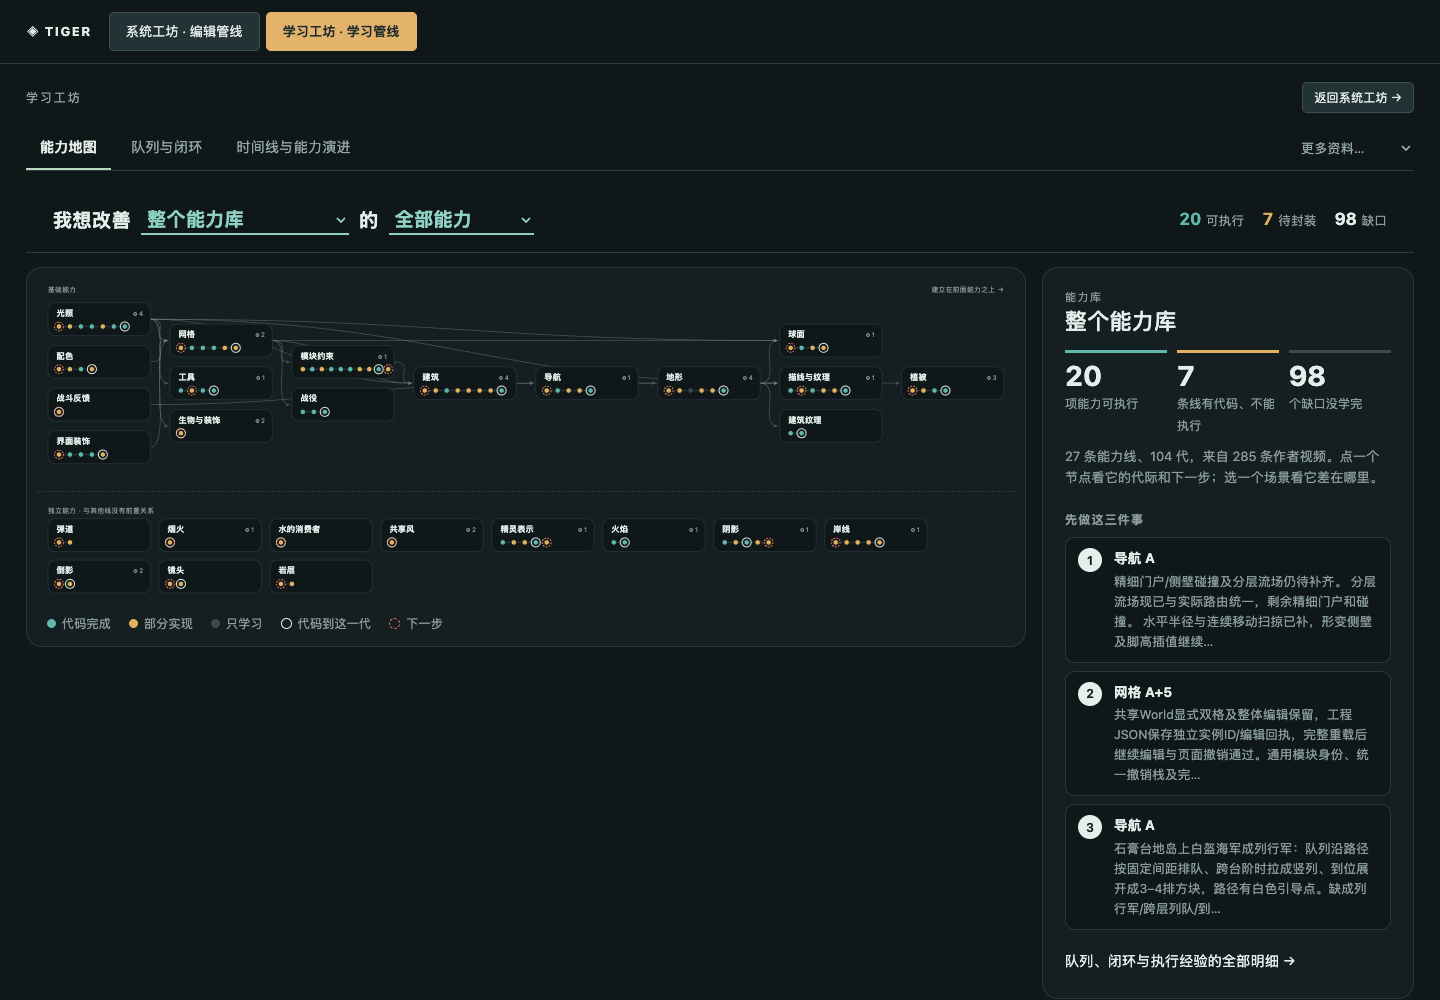 ◈ TIGER
系统工坊 · 编辑管线
学习工坊 · 学习管线
学习工坊
返回系统工坊 →
能力地图
队列与闭环
时间线与能力演进
更多资料...
我想改善 整个能力库 的 全部能力
20 可执行 7 待封装 98 缺口
基础能力
建立在前面能力之上 →
光照
4
配色
战斗反馈
界面装饰
网格
2
工具
1
生物与装饰
2
模块约束
1
战役
建筑
4
导航
1
地形
4
球面
1
描线与纹理
1
建筑纹理
植被
3
独立能力 · 与其他线没有前置关系
弹道
烟火
1
水的消费者
共享风
2
精灵表示
1
火焰
1
阴影
1
岸线
1
倒影
2
镜头
岩层
代码完成
部分实现
只学习
代码到这一代
下一步
能力库
整个能力库
20
项能力可执行
7
条线有代码、不能
执行
98
个缺口没学完
27 条能力线、104 代，来自 285 条作者视频。点一个
节点看它的代际和下一步；选一个场景看它差在哪里。
先做这三件事
1
导航 A
精细门户/侧壁碰撞及分层流场仍待补齐。 分层
流场现已与实际路由统一，剩余精细门户和碰
撞。 水平半径与连续移动扫掠已补，形变侧壁
及脚高插值继续...
2
网格 A+5
共享World显式双格及整体编辑保留，工程
JSON保存独立实例ID/编辑回执，完整重载后
继续编辑与页面撤销通过。通用模块身份、统
一撤销栈及完...
3
导航 A
石膏台地岛上白盔海军成列行军：队列沿路径
按固定间距排队、跨台阶时拉成竖列、到位展
开成3–4排方块，路径有白色引导点。缺成列
行军/跨层列队/到...
队列、闭环与执行经验的全部明细 →